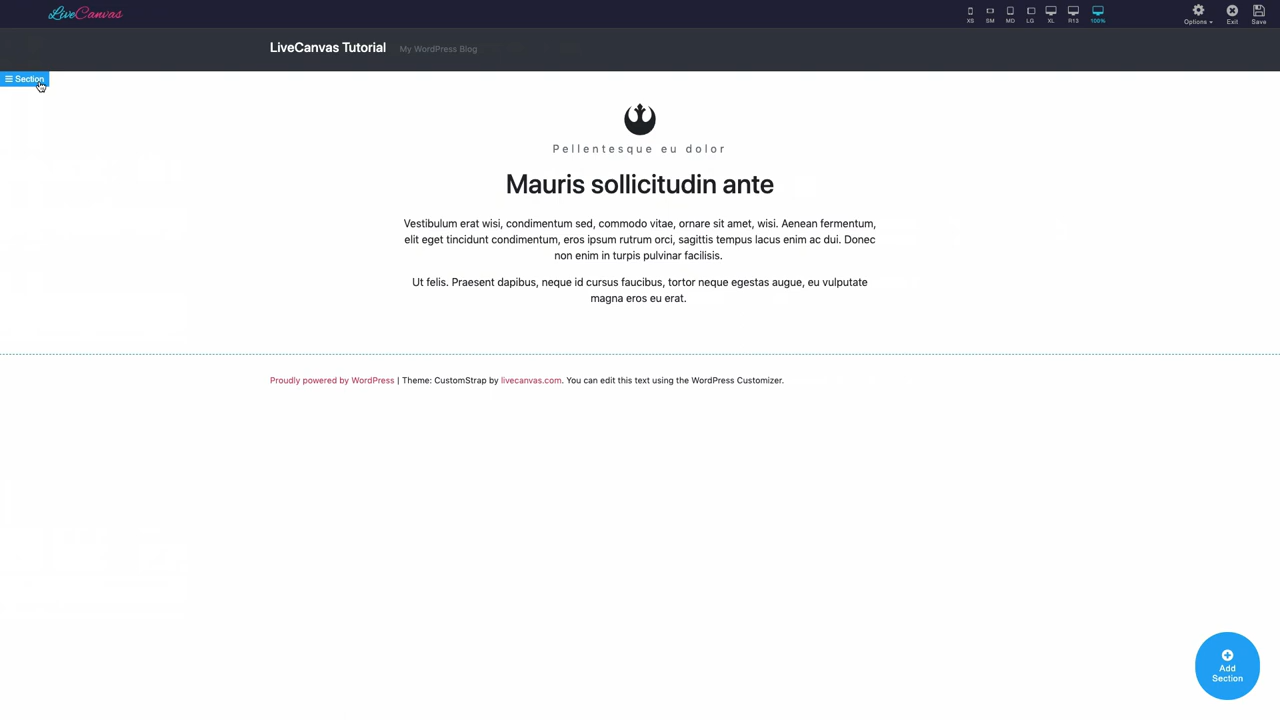 LiveCanvas
XS SM MD LG XL R13 100%
Options Exit Save
LiveCanvas Tutorial My WordPress Blog
Section
Pellentesque eu dolor
Mauris sollicitudin ante
Vestibulum erat wisi, condimentum sed, commodo vitae, ornare sit amet, wisi. Aenean fermentum,
elit eget tincidunt condimentum, eros ipsum rutrum orci, sagittis tempus lacus enim ac dui. Donec
non enim in turpis pulvinar facilisis.
Ut felis. Praesent dapibus, neque id cursus faucibus, tortor neque egestas augue, eu vulputate
magna eros eu erat.
Proudly powered by WordPress | Theme: CustomStrap by livecanvas.com. You can edit this text using the WordPress Customizer.
Add
Section